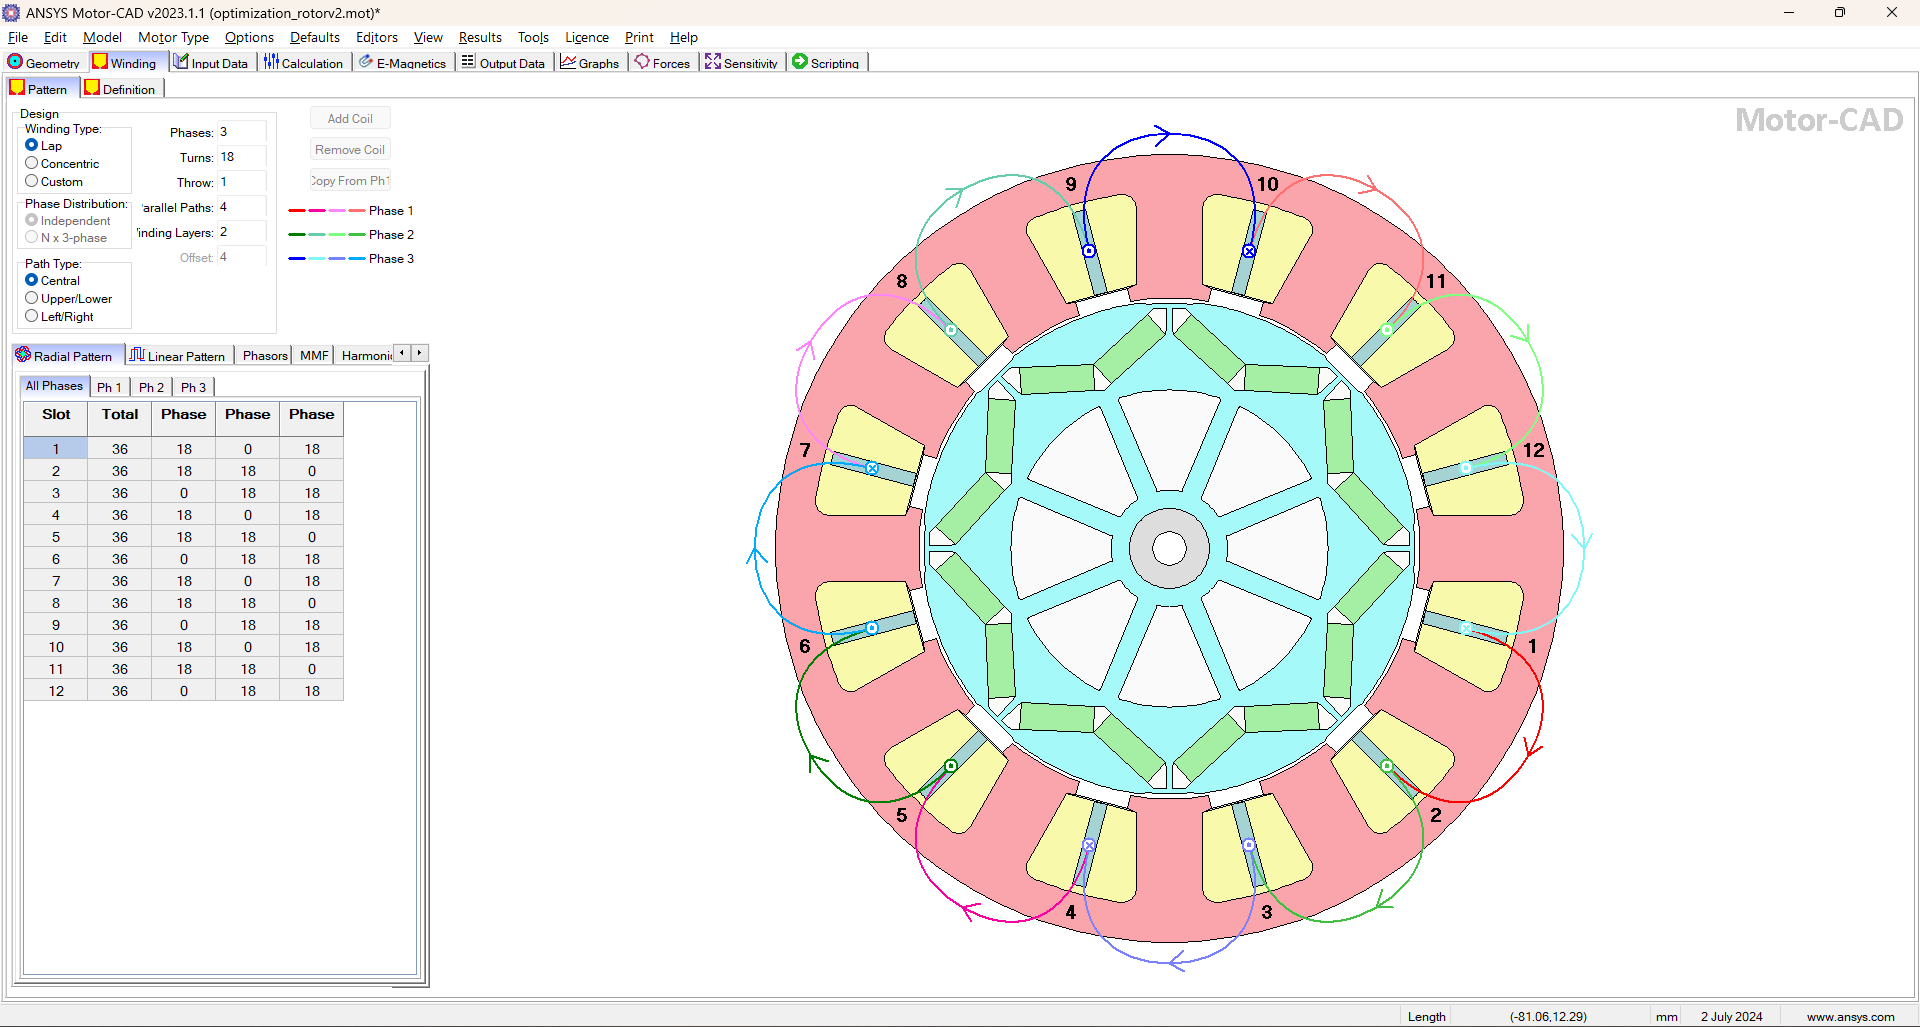 ANSYS Motor-CAD v2023.1.1 (optimization_rotorv2.mot)*
File Edit Model Motor Type Options Defaults Editors View Results Tools Licence Print Help
Geometry Winding Input Data Calculation E-Magnetics Output Data Graphs Forces Sensitivity Scripting
Pattern Definition
Design
Winding Type:
Lap
Concentric
Custom
Phase Distribution:
Independent
N x 3-phase
Path Type:
Central
Upper/Lower
Left/Right
Phases: 3
Turns: 18
Throw: 1
arallel Paths: 4
inding Layers: 2
Offset: 4
Add Coil
Remove Coil
Copy From Ph1
Phase 1
Phase 2
Phase 3
Radial Pattern Linear Pattern Phasors MMF Harmonic
All Phases Ph 1 Ph 2 Ph 3
Slot Total Phase Phase Phase
1 36 18 0 18
2 36 18 18 0
3 36 0 18 18
4 36 18 0 18
5 36 18 18 0
6 36 0 18 18
7 36 18 0 18
8 36 18 18 0
9 36 0 18 18
10 36 18 0 18
11 36 18 18 0
12 36 0 18 18
Motor-CAD
9 10
8 11
7 12
6 1
5 2
4 3
Length (-81.06,12.29) mm 2 July 2024 www.ansys.com